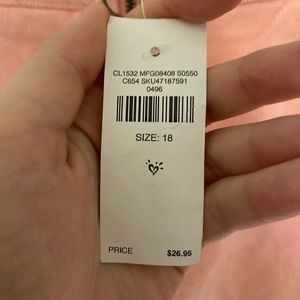 CL1532 MFG08408 S0550
C654 SKU47187591
0496
SIZE: 18
PRICE $26.95